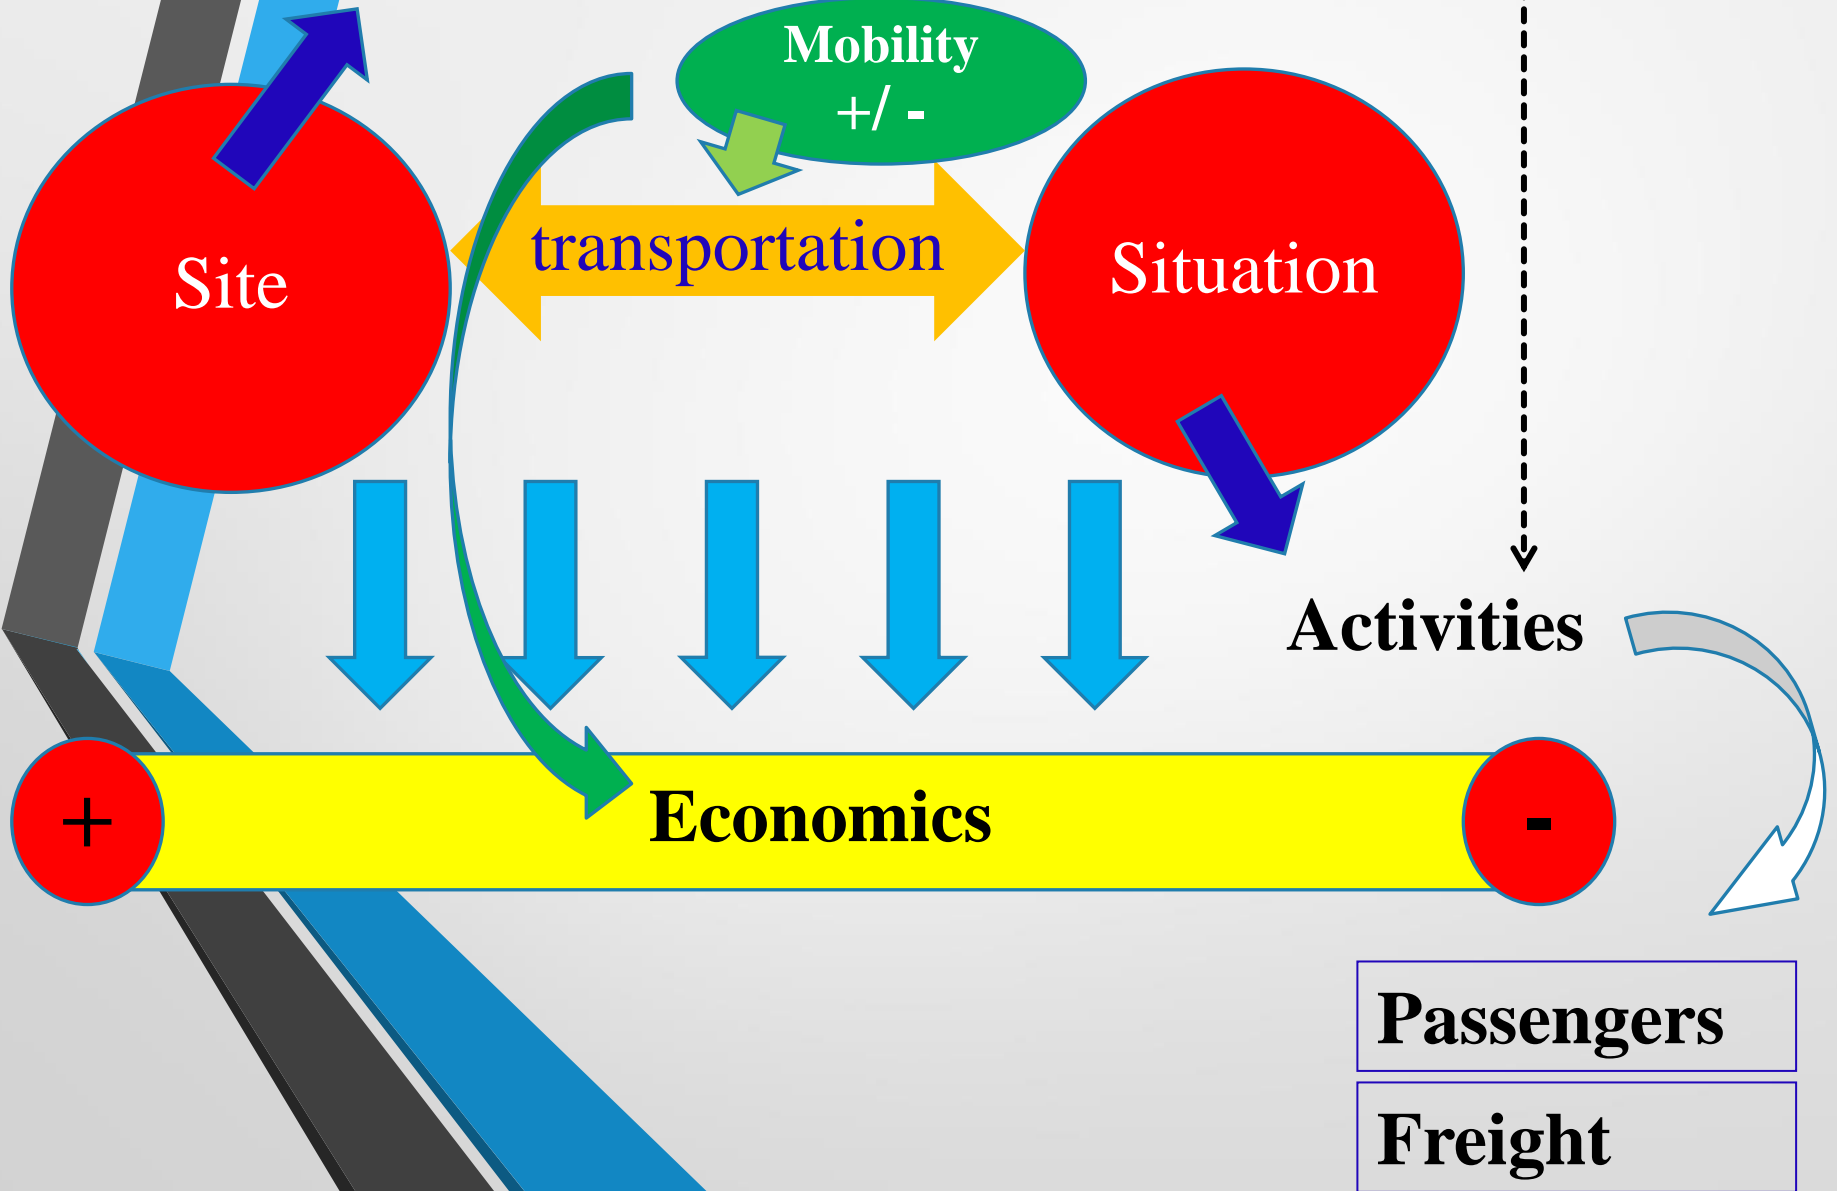 Mobility
+/ -
transportation
Site
Situation
Activities
+
Economics
-
Passengers
Freight